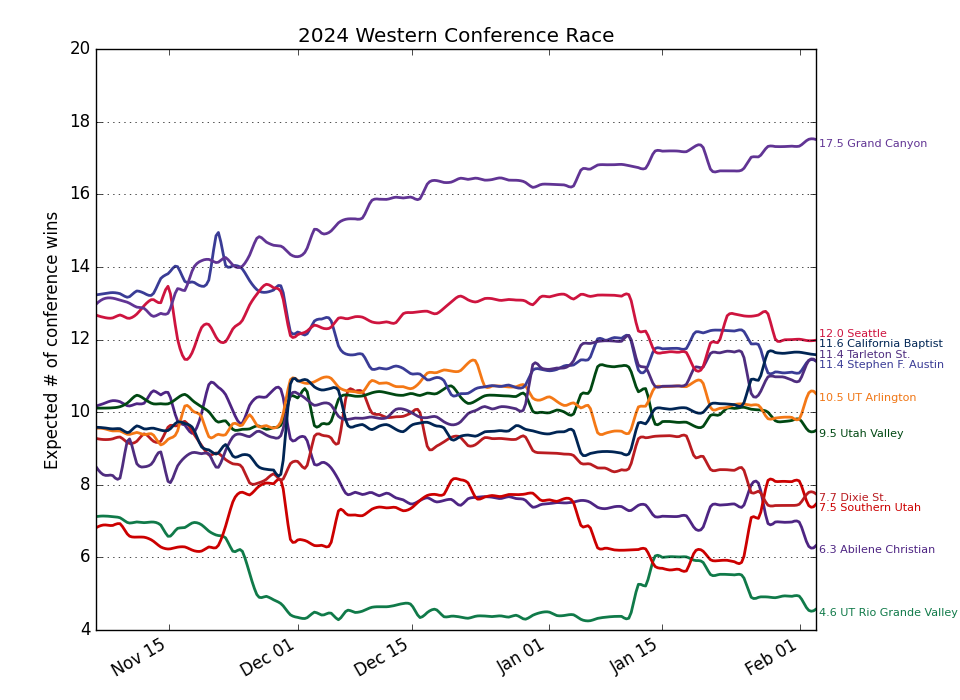 2024 Western Conference Race
Expected # of conference wins
20
18
16
14
12
10
8
6
4
17.5 Grand Canyon
12.0 Seattle
11.6 California Baptist
11.4 Tarleton St.
11.4 Stephen F. Austin
10.5 UT Arlington
9.5 Utah Valley
7.7 Dixie St.
7.5 Southern Utah
6.3 Abilene Christian
4.6 UT Rio Grande Valley
Nov 15
Dec 01
Dec 15
Jan 01
Jan 15
Feb 01